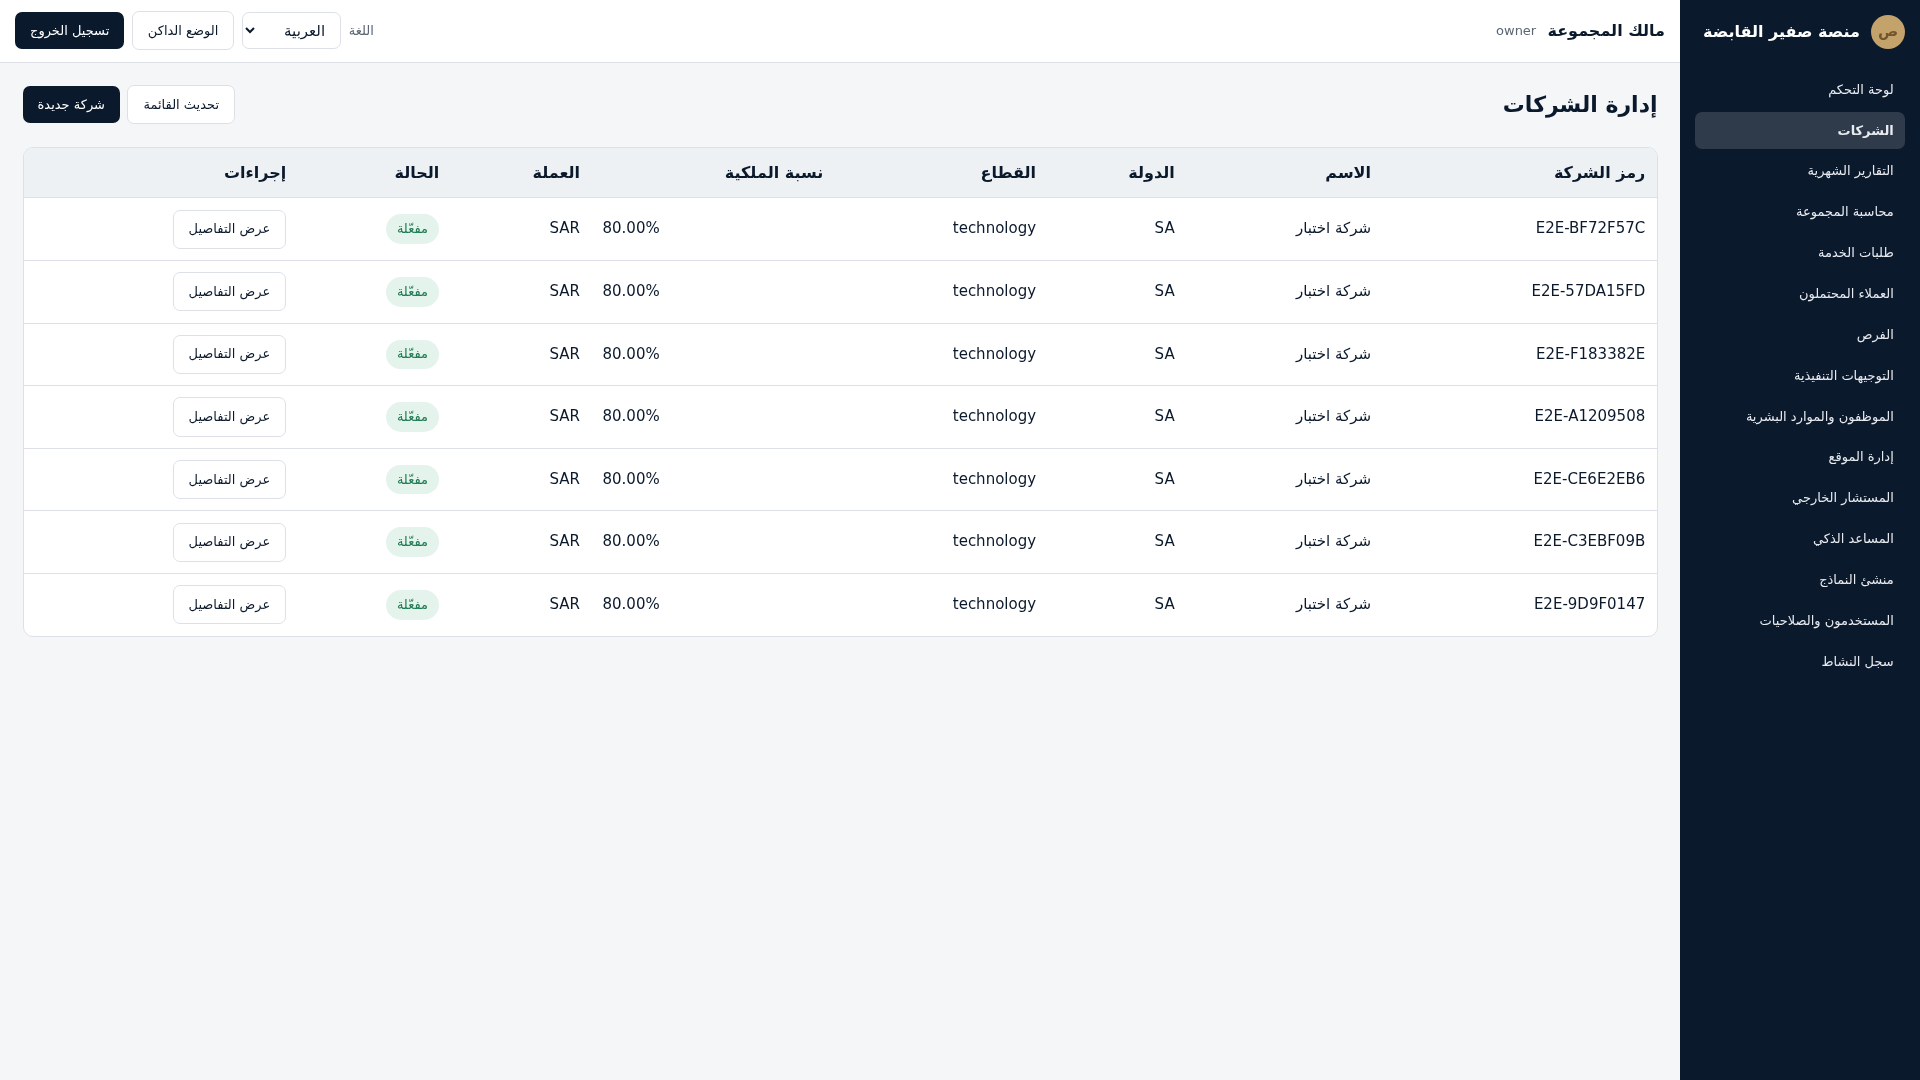 ص منصة صفير القابضة
لوحة التحكم
الشركات
التقارير الشهرية
محاسبة المجموعة
طلبات الخدمة
العملاء المحتملون
الفرص
التوجيهات التنفيذية
الموظفون والموارد البشرية
إدارة الموقع
المستشار الخارجي
المساعد الذكي
منشئ النماذج
المستخدمون والصلاحيات
سجل النشاط
مالك المجموعة owner اللغة العربية الوضع الداكن تسجيل الخروج
إدارة الشركات تحديث القائمة شركة جديدة
رمز الشركة الاسم الدولة القطاع نسبة الملكية العملة الحالة إجراءات
E2E-BF72F57C شركة اختبار SA technology 80.00% SAR مفعّلة عرض التفاصيل
E2E-57DA15FD شركة اختبار SA technology 80.00% SAR مفعّلة عرض التفاصيل
E2E-F183382E شركة اختبار SA technology 80.00% SAR مفعّلة عرض التفاصيل
E2E-A1209508 شركة اختبار SA technology 80.00% SAR مفعّلة عرض التفاصيل
E2E-CE6E2EB6 شركة اختبار SA technology 80.00% SAR مفعّلة عرض التفاصيل
E2E-C3EBF09B شركة اختبار SA technology 80.00% SAR مفعّلة عرض التفاصيل
E2E-9D9F0147 شركة اختبار SA technology 80.00% SAR مفعّلة عرض التفاصيل